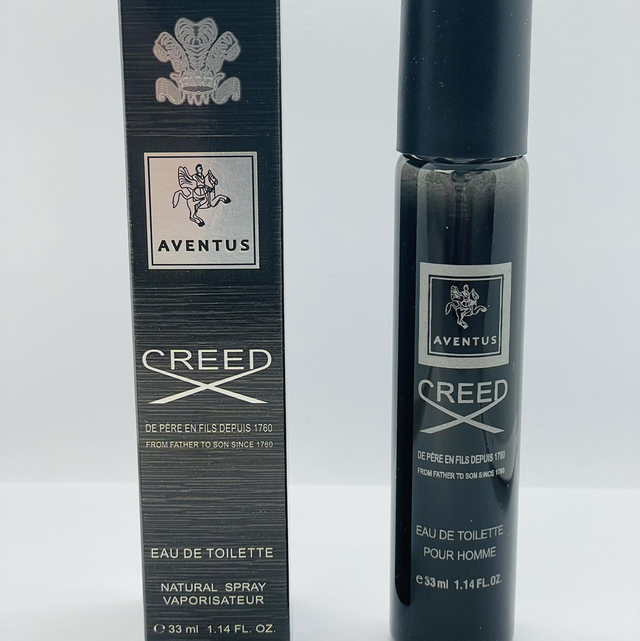 AVENTUS
CREED
DE PÈRE EN FILS DEPUIS 1760
FROM FATHER TO SON SINCE 1760
EAU DE TOILETTE
NATURAL SPRAY
VAPORISATEUR
℮ 33 ml 1.14 FL. OZ.
AVENTUS
CREED
DE PÈRE EN FILS DEPUIS 1760
FROM FATHER TO SON SINCE 1760
EAU DE TOILETTE
POUR HOMME
℮ 33 ml 1.14 FL. OZ.